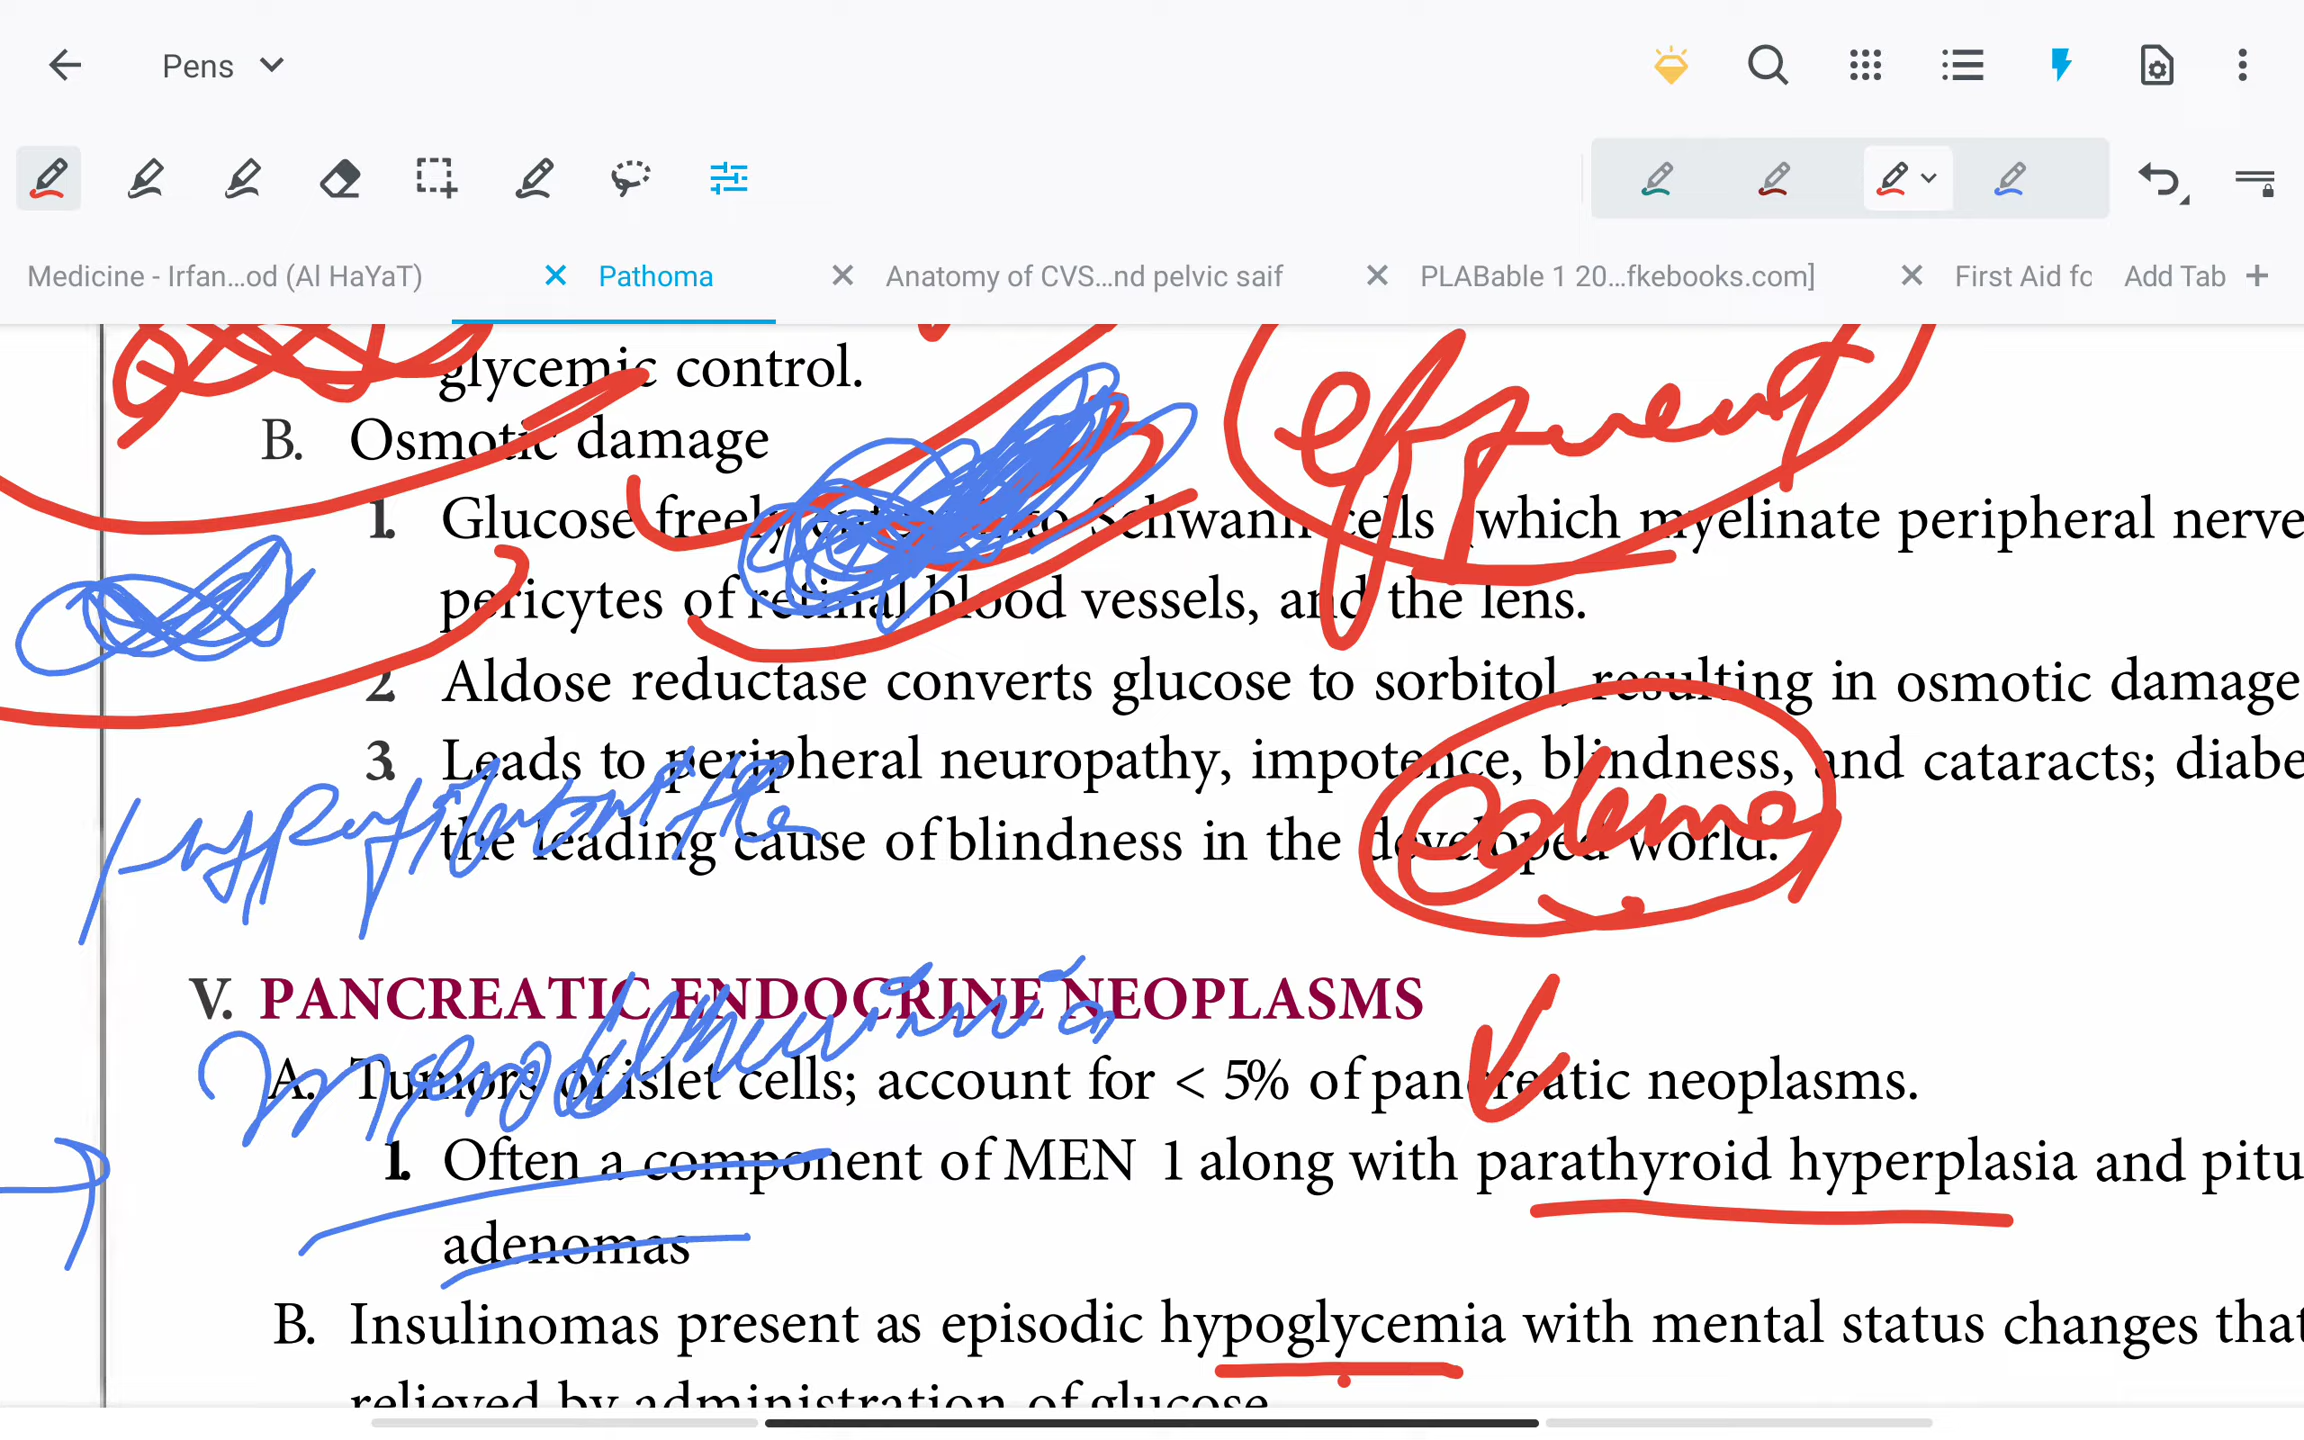 Pens
Medicine - Irfan...od (Al HaYaT)
Pathoma
Anatomy of CVS...nd pelvic saif
PLABable 1 20...fkebooks.com]
First Aid fo
Add Tab
glycemic control.
efferent
B. Osmotic damage
1. Glucose freely enters into Schwann cells (which myelinate peripheral nerve
pericytes of retinal blood vessels, and the lens.
2 Aldose reductase converts glucose to sorbitol, resulting in osmotic damage
3. Leads to peripheral neuropathy, impotence, blindness, and cataracts; diabe
hyperfiltration
edema
the leading cause of blindness in the developed world.
V. PANCREATIC ENDOCRINE NEOPLASMS
A. Tumors of islet cells; account for < 5% of pancreatic neoplasms.
1. Often a component of MEN 1 along with parathyroid hyperplasia and pitu
adenomas
B. Insulinomas present as episodic hypoglycemia with mental status changes that
relieved by administration of glucose